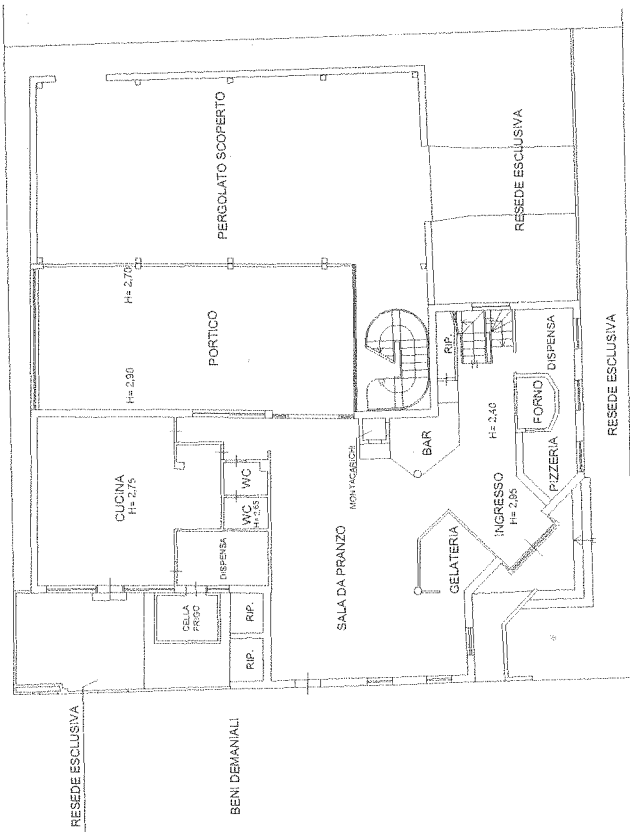 RESEDE ESCLUSIVA
BENI DEMANIALI
CUCINA
H= 2,75
CELLA
FRIGO
RIP.
RIP.
DISPENSA
WC
H= 2,65
WC
PORTICO
H= 2,90
H= 2,70
PERGOLATO SCOPERTO
SALA DA PRANZO
MONTACARICHI
BAR
RIP.
GELATERIA
INGRESSO
H= 2,95
H= 2,40
PIZZERIA
FORNO
DISPENSA
RESEDE ESCLUSIVA
RESEDE ESCLUSIVA